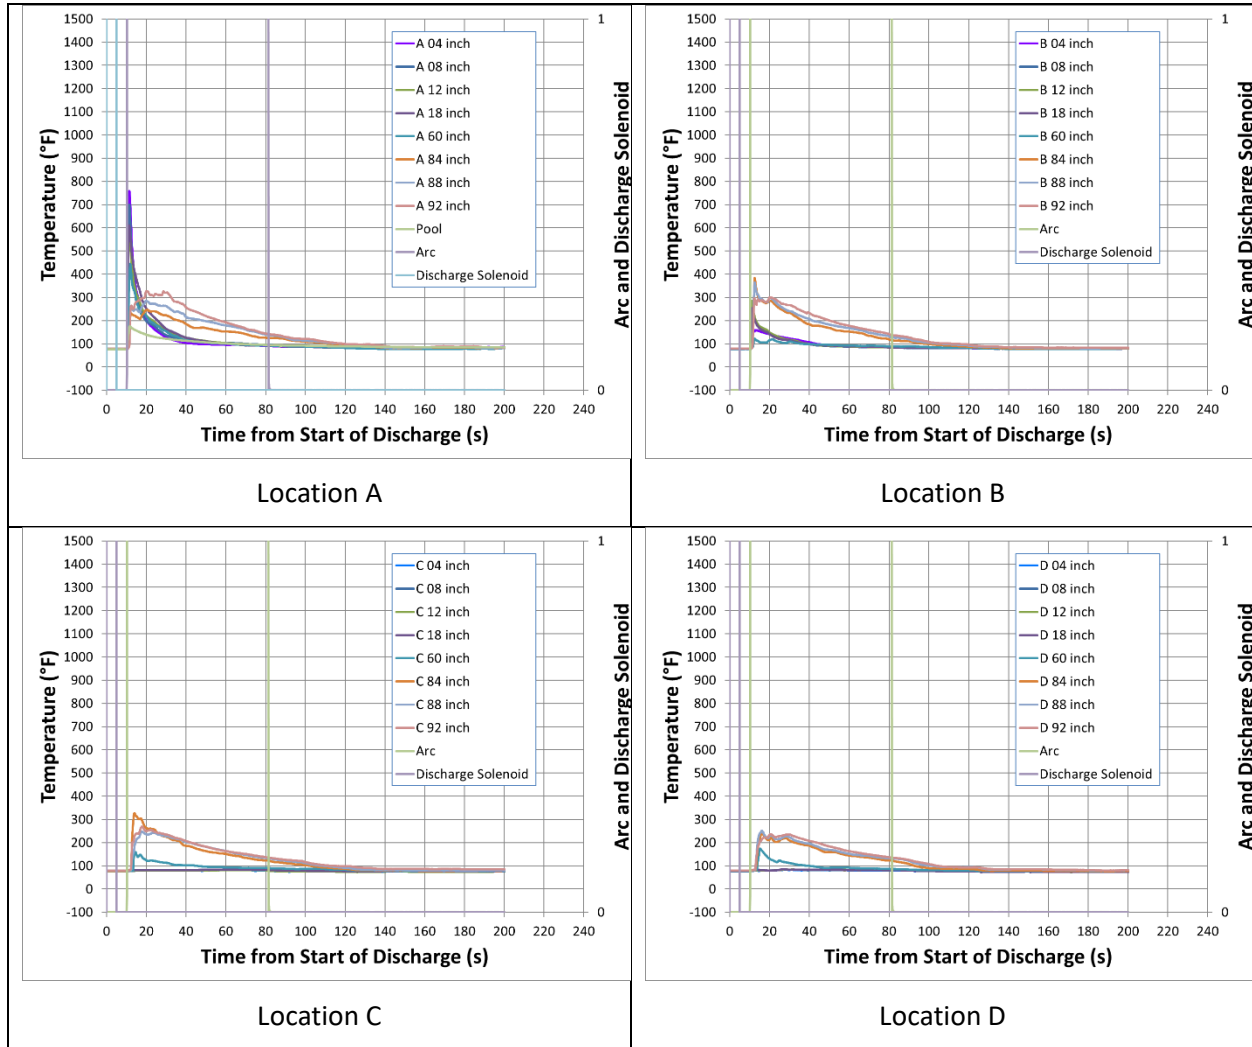 1500
1400
1300
1200
1100
1000
900
800
700
600
500
400
300
200
100
0
-100
Temperature (°F)
A 04 inch
A 08 inch
A 12 inch
A 18 inch
A 60 inch
A 84 inch
A 88 inch
A 92 inch
Pool
Arc
Discharge Solenoid
1
0
Arc and Discharge Solenoid
0 20 40 60 80 100 120 140 160 180 200 220 240
Time from Start of Discharge (s)
Location A
1500
1400
1300
1200
1100
1000
900
800
700
600
500
400
300
200
100
0
-100
Temperature (°F)
B 04 inch
B 08 inch
B 12 inch
B 18 inch
B 60 inch
B 84 inch
B 88 inch
B 92 inch
Arc
Discharge Solenoid
1
0
Arc and Discharge Solenoid
0 20 40 60 80 100 120 140 160 180 200 220 240
Time from Start of Discharge (s)
Location B
1500
1400
1300
1200
1100
1000
900
800
700
600
500
400
300
200
100
0
-100
Temperature (°F)
C 04 inch
C 08 inch
C 12 inch
C 18 inch
C 60 inch
C 84 inch
C 88 inch
C 92 inch
Arc
Discharge Solenoid
1
0
Arc and Discharge Solenoid
0 20 40 60 80 100 120 140 160 180 200 220 240
Time from Start of Discharge (s)
Location C
1500
1400
1300
1200
1100
1000
900
800
700
600
500
400
300
200
100
0
-100
Temperature (°F)
D 04 inch
D 08 inch
D 12 inch
D 18 inch
D 60 inch
D 84 inch
D 88 inch
D 92 inch
Arc
Discharge Solenoid
1
0
Arc and Discharge Solenoid
0 20 40 60 80 100 120 140 160 180 200 220 240
Time from Start of Discharge (s)
Location D